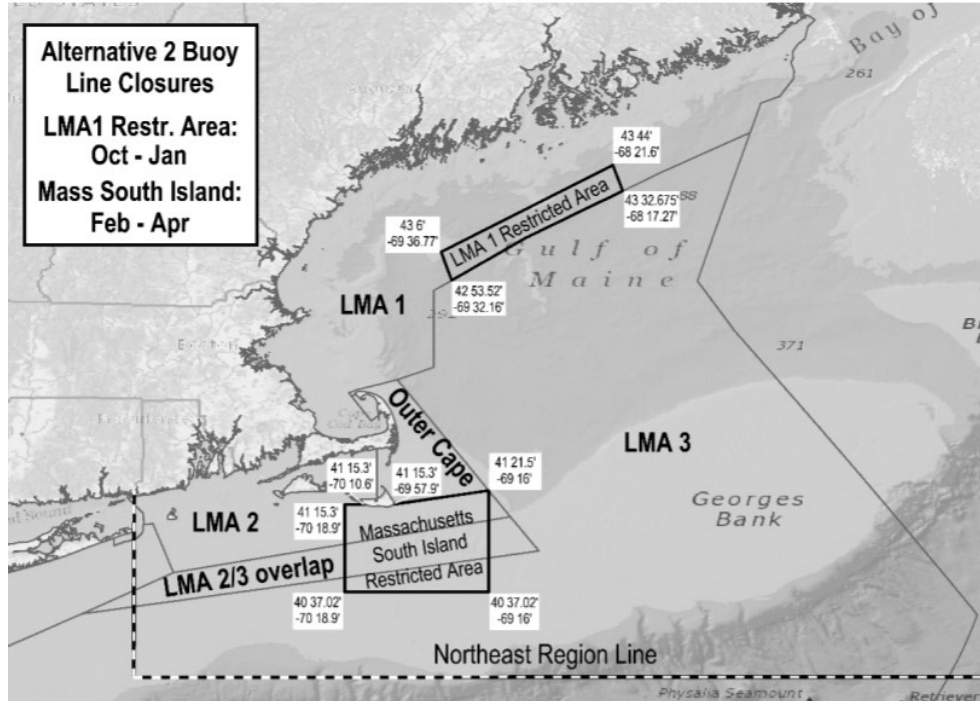 Alternative 2 Buoy
Line Closures
LMA1 Restr. Area:
Oct - Jan
Mass South Island:
Feb - Apr
Bay of
261
43 44'
-68 21.6'
43 32.675'
-68 17.27'
88
43 6'
-69 36.77'
LMA 1 Restricted Area
Gulf of
Maine
42 53.52'
-69 32.16'
LMA 1
371
Outer Cape
LMA 3
41 15.3'
-70 10.6'
41 15.3'
-69 57.9'
41 21.5'
-69 16'
Georges
Bank
41 15.3'
-70 18.9'
LMA 2
Massachusetts
South Island
Restricted Area
LMA 2/3 overlap
40 37.02'
-70 18.9'
40 37.02'
-69 16'
Northeast Region Line
Physalia Seamount
Retriever